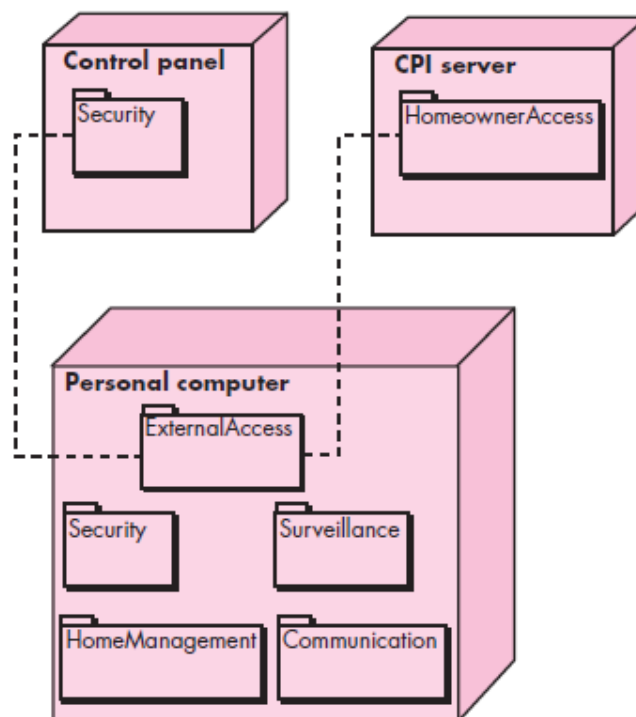 Control panel
Security
CPI server
HomeownerAccess
Personal computer
ExternalAccess
Security
Surveillance
HomeManagement
Communication